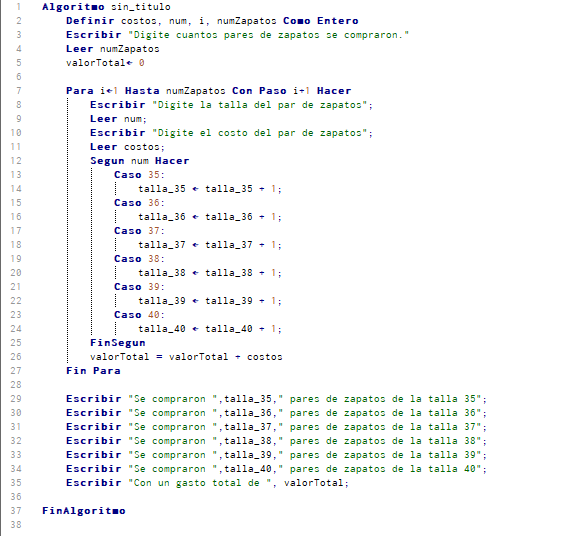 1 Algoritmo sin_titulo
2 Definir costos, num, i, numZapatos Como Entero
3 Escribir "Digite cuantos pares de zapatos se compraron."
4 Leer numZapatos
5 valorTotal← 0
6
7 Para i←1 Hasta numZapatos Con Paso i+1 Hacer
8 Escribir "Digite la talla del par de zapatos";
9 Leer num;
10 Escribir "Digite el costo del par de zapatos";
11 Leer costos;
12 Segun num Hacer
13 Caso 35:
14 talla_35 ← talla_35 + 1;
15 Caso 36:
16 talla_36 ← talla_36 + 1;
17 Caso 37:
18 talla_37 ← talla_37 + 1;
19 Caso 38:
20 talla_38 ← talla_38 + 1;
21 Caso 39:
22 talla_39 ← talla_39 + 1;
23 Caso 40:
24 talla_40 ← talla_40 + 1;
25 FinSegun
26 valorTotal = valorTotal + costos
27 Fin Para
28
29 Escribir "Se compraron ",talla_35," pares de zapatos de la talla 35";
30 Escribir "Se compraron ",talla_36," pares de zapatos de la talla 36";
31 Escribir "Se compraron ",talla_37," pares de zapatos de la talla 37";
32 Escribir "Se compraron ",talla_38," pares de zapatos de la talla 38";
33 Escribir "Se compraron ",talla_39," pares de zapatos de la talla 39";
34 Escribir "Se compraron ",talla_40," pares de zapatos de la talla 40";
35 Escribir "Con un gasto total de ", valorTotal;
36
37 FinAlgoritmo
38